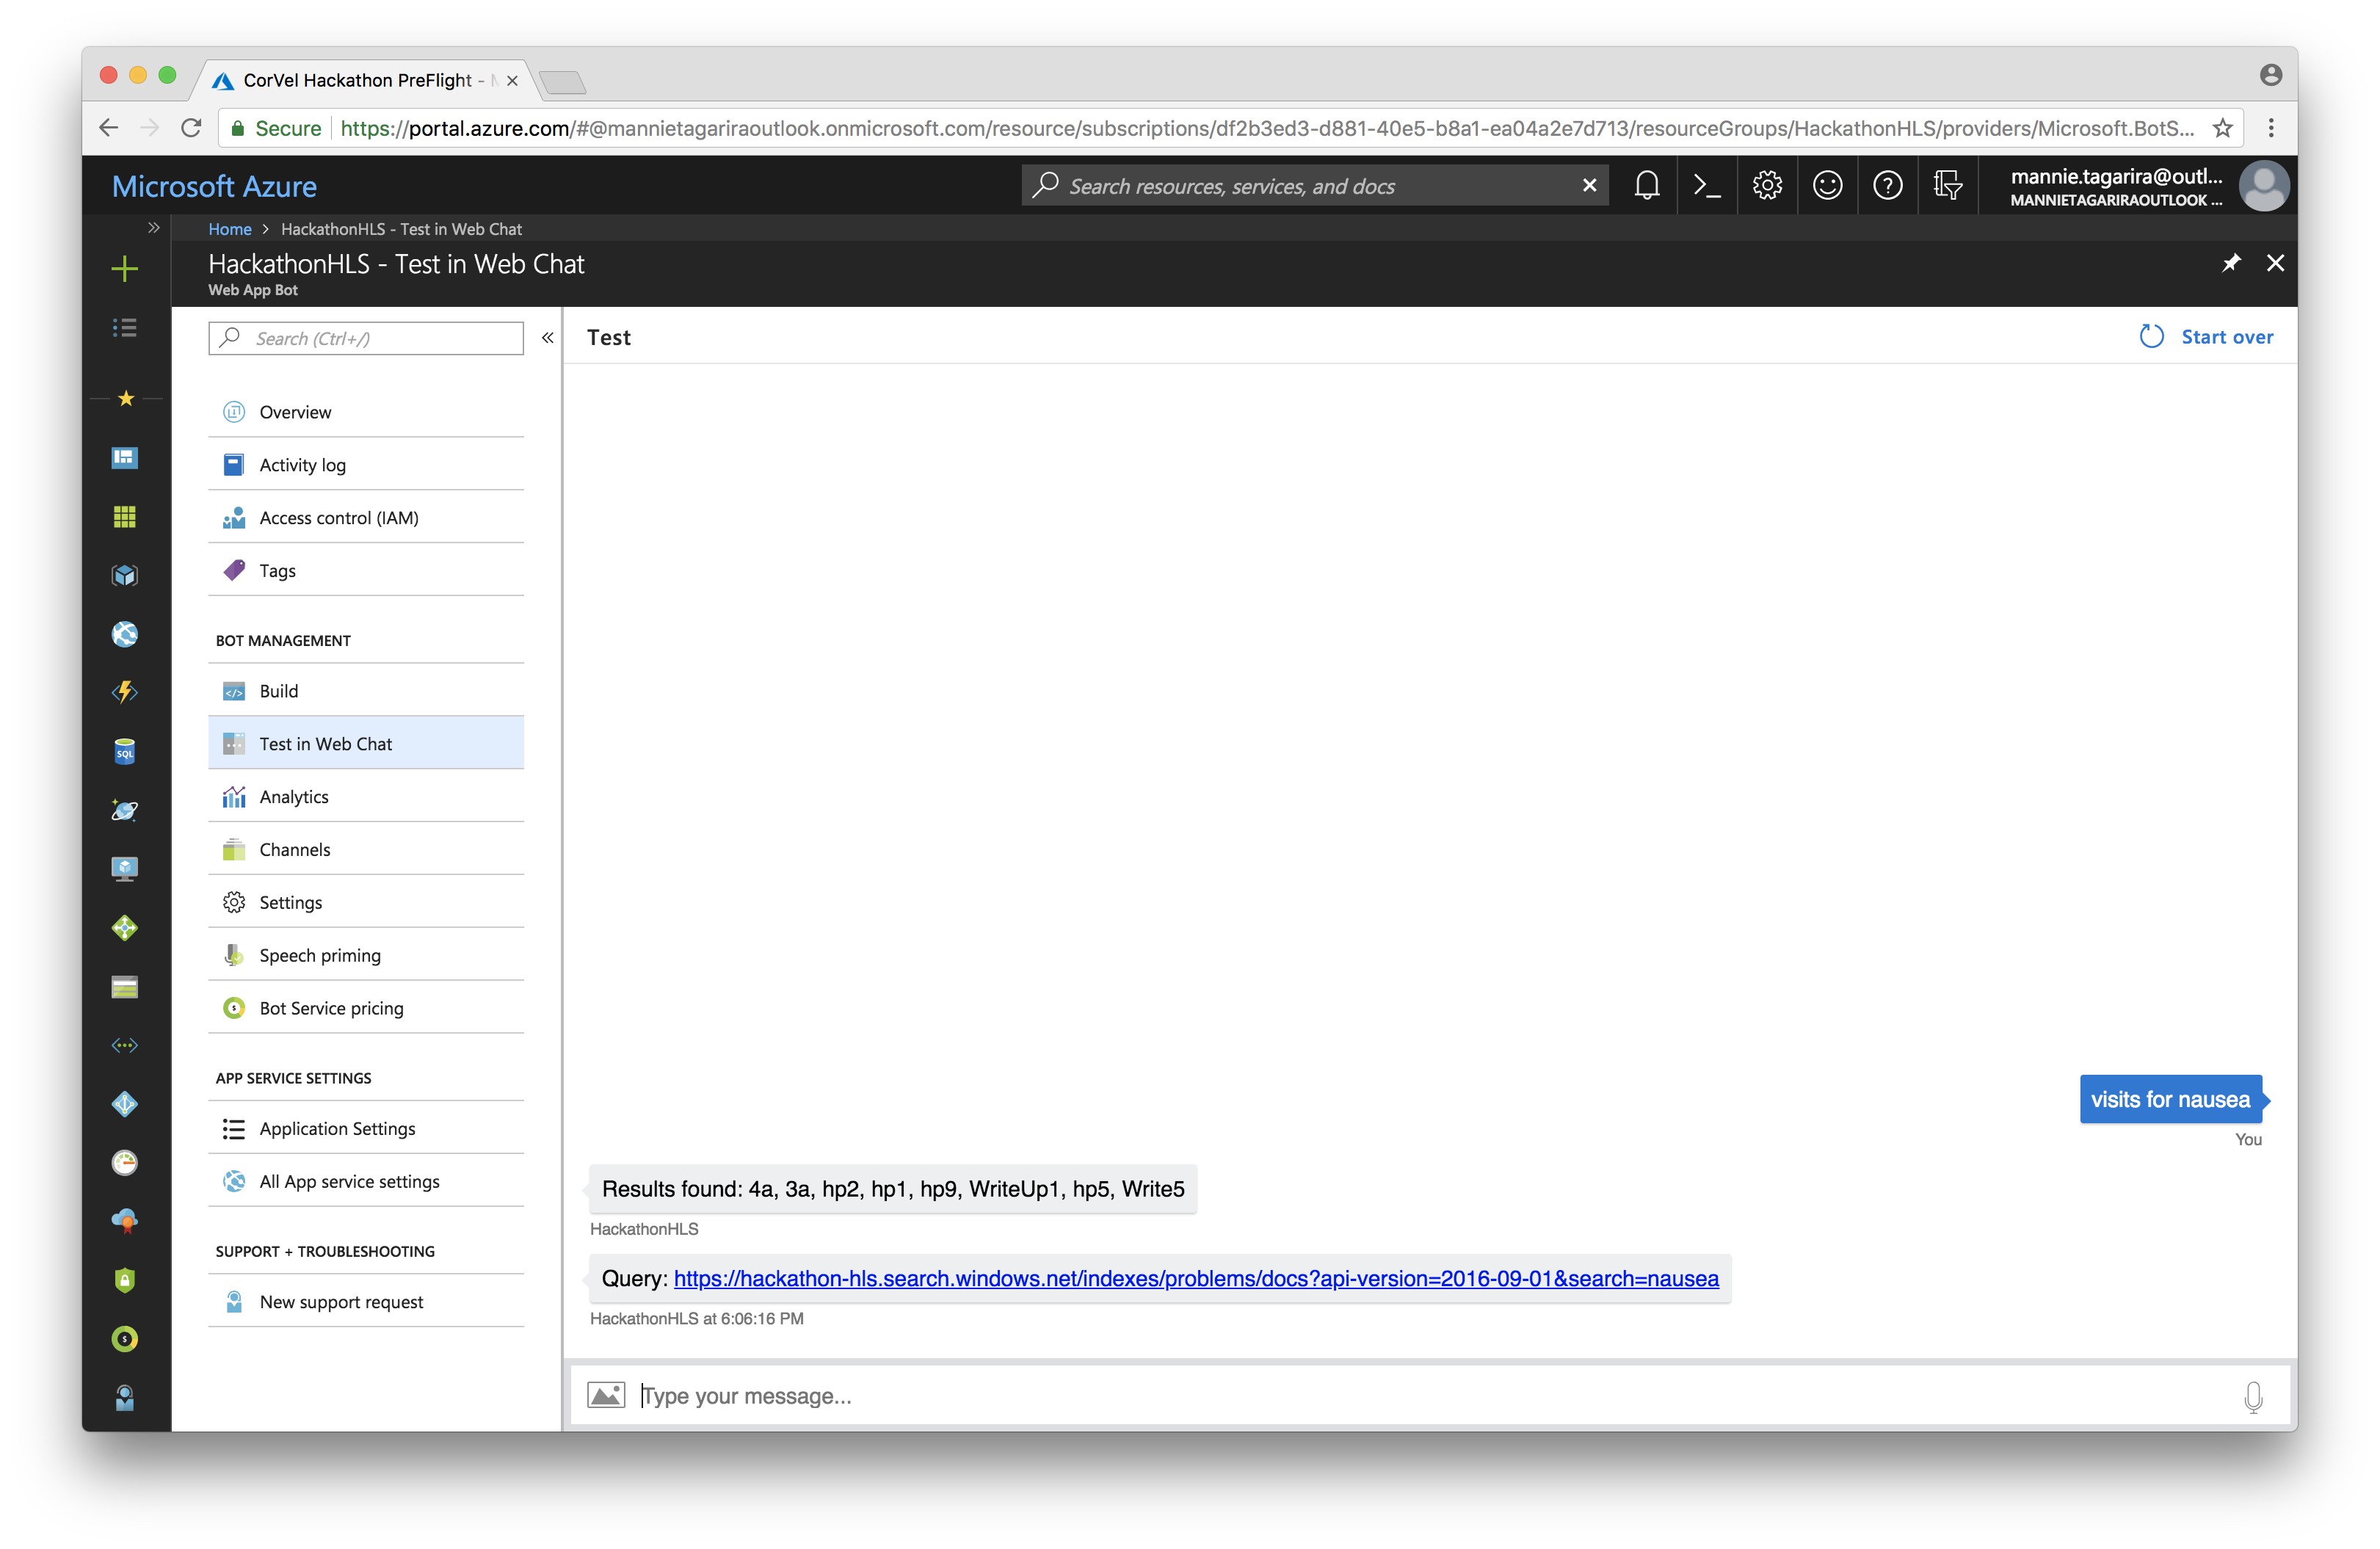 CorVel Hackathon PreFlight -
Secure
https://portal.azure.com/#@mannietagariraoutlook.onmicrosoft.com/resource/subscriptions/df2b3ed3-d881-40e5-b8a1-ea04a2e7d713/resourceGroups/HackathonHLS/providers/Microsoft.BotS...
Microsoft Azure
Search resources, services, and docs
mannie.tagarira@outl...
MANNIETAGARIRAOUTLOOK ...
Home > HackathonHLS - Test in Web Chat
HackathonHLS - Test in Web Chat
Web App Bot
Search (Ctrl+/)
Overview
Activity log
Access control (IAM)
Tags
BOT MANAGEMENT
Build
Test in Web Chat
Analytics
Channels
Settings
Speech priming
Bot Service pricing
APP SERVICE SETTINGS
Application Settings
All App service settings
SUPPORT + TROUBLESHOOTING
New support request
SQL
Test
Start over
visits for nausea
You
Results found: 4a, 3a, hp2, hp1, hp9, WriteUp1, hp5, Write5
HackathonHLS
Query: https://hackathon-hls.search.windows.net/indexes/problems/docs?api-version=2016-09-01&search=nausea
HackathonHLS at 6:06:16 PM
Type your message...